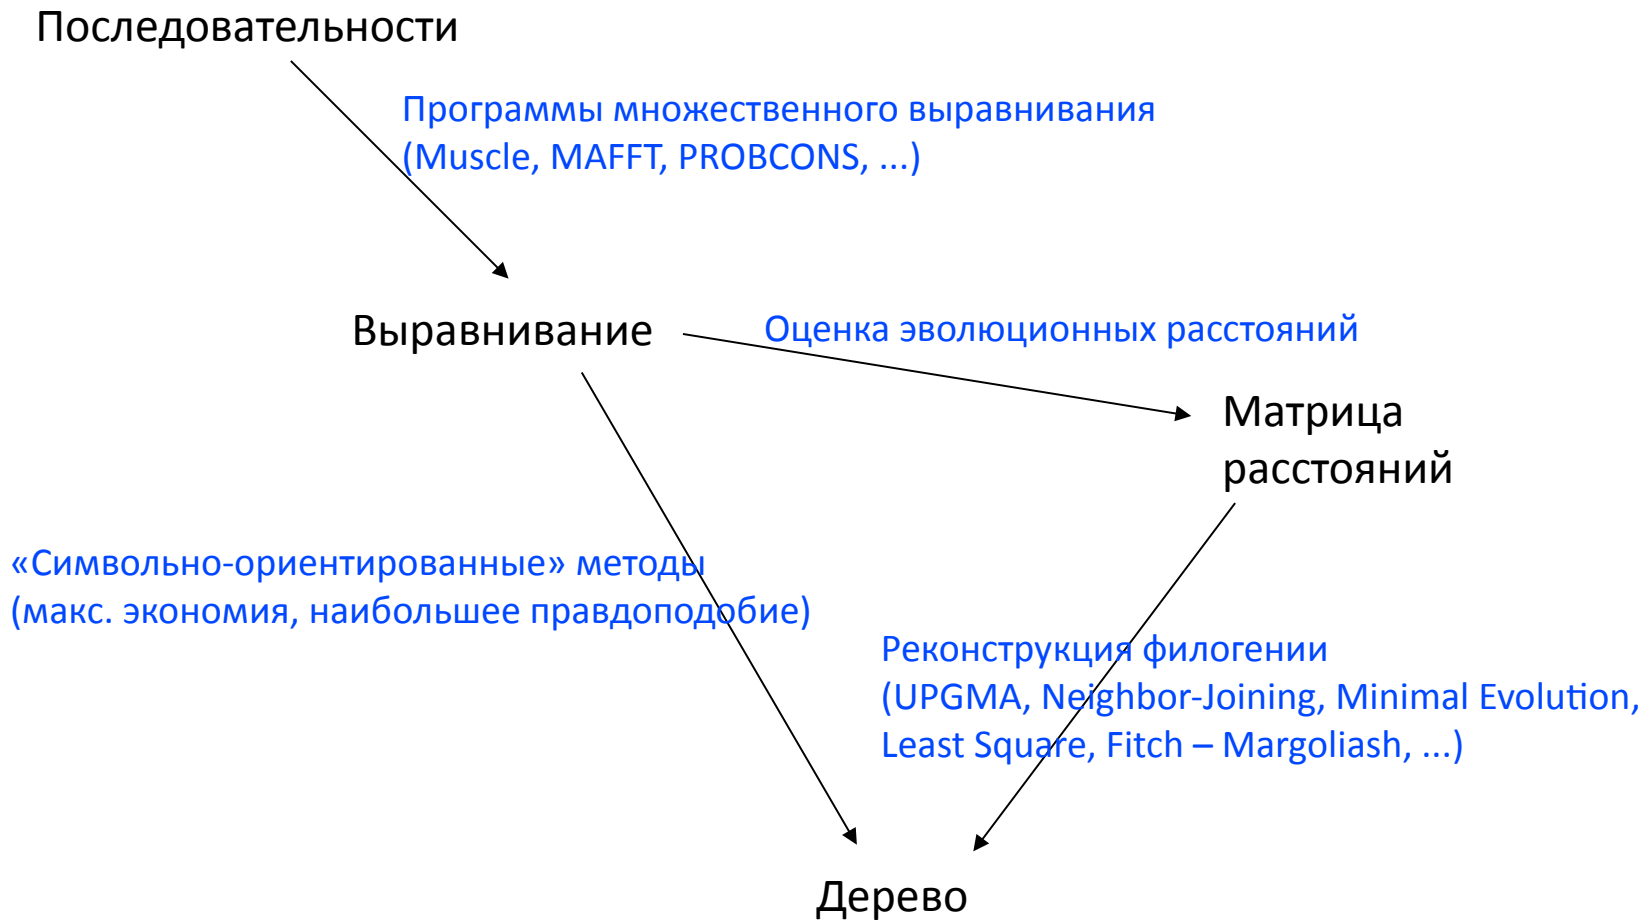 Последовательности
Программы множественного выравнивания
(Muscle, MAFFT, PROBCONS, ...)
Выравнивание
Оценка эволюционных расстояний
Матрица
расстояний
«Символьно-ориентированные» методы
(макс. экономия, наибольшее правдоподобие)
Реконструкция филогении
(UPGMA, Neighbor-Joining, Minimal Evolution,
Least Square, Fitch – Margoliash, ...)
Дерево